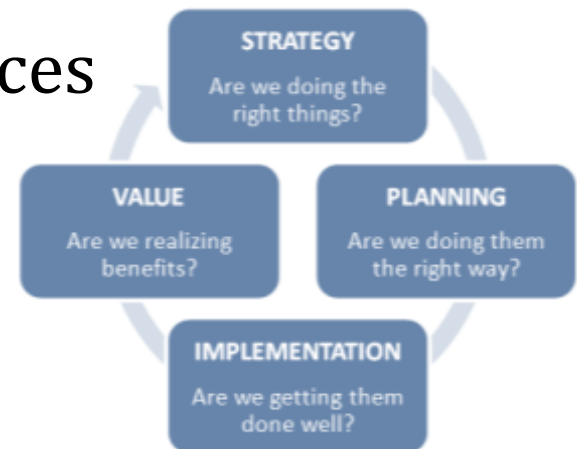 ces
STRATEGY
Are we doing the
right things?
VALUE
Are we realizing
benefits?
PLANNING
Are we doing them
the right way?
IMPLEMENTATION
Are we getting them
done well?